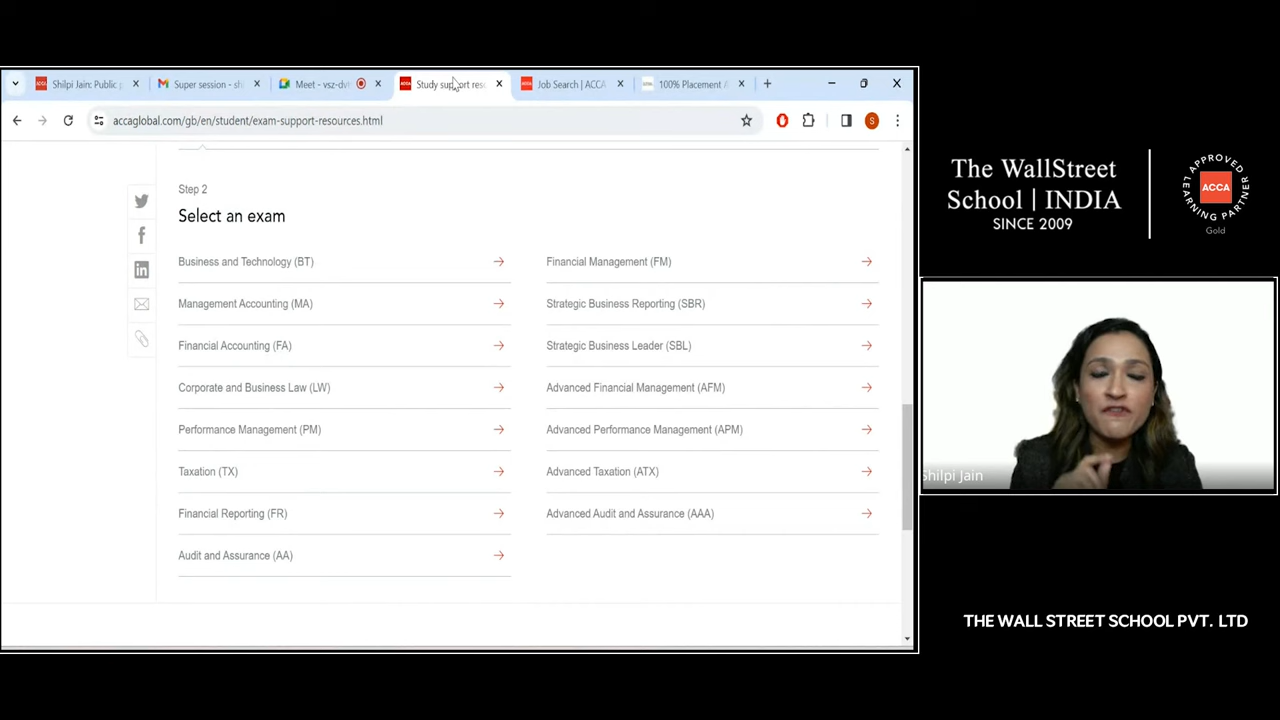 Shilpi Jain: Public p
Super session - shi
Meet - vsz-dvt
Study support reso
Job Search | ACCA
100% Placement A
accaglobal.com/gb/en/student/exam-support-resources.html
S
Step 2
Select an exam
Business and Technology (BT)
Management Accounting (MA)
Financial Accounting (FA)
Corporate and Business Law (LW)
Performance Management (PM)
Taxation (TX)
Financial Reporting (FR)
Audit and Assurance (AA)
Financial Management (FM)
Strategic Business Reporting (SBR)
Strategic Business Leader (SBL)
Advanced Financial Management (AFM)
Advanced Performance Management (APM)
Advanced Taxation (ATX)
Advanced Audit and Assurance (AAA)
The WallStreet
School | INDIA
SINCE 2009
APPROVED
ACCA
LEARNING PARTNER
Gold
Shilpi Jain
THE WALL STREET SCHOOL PVT. LTD